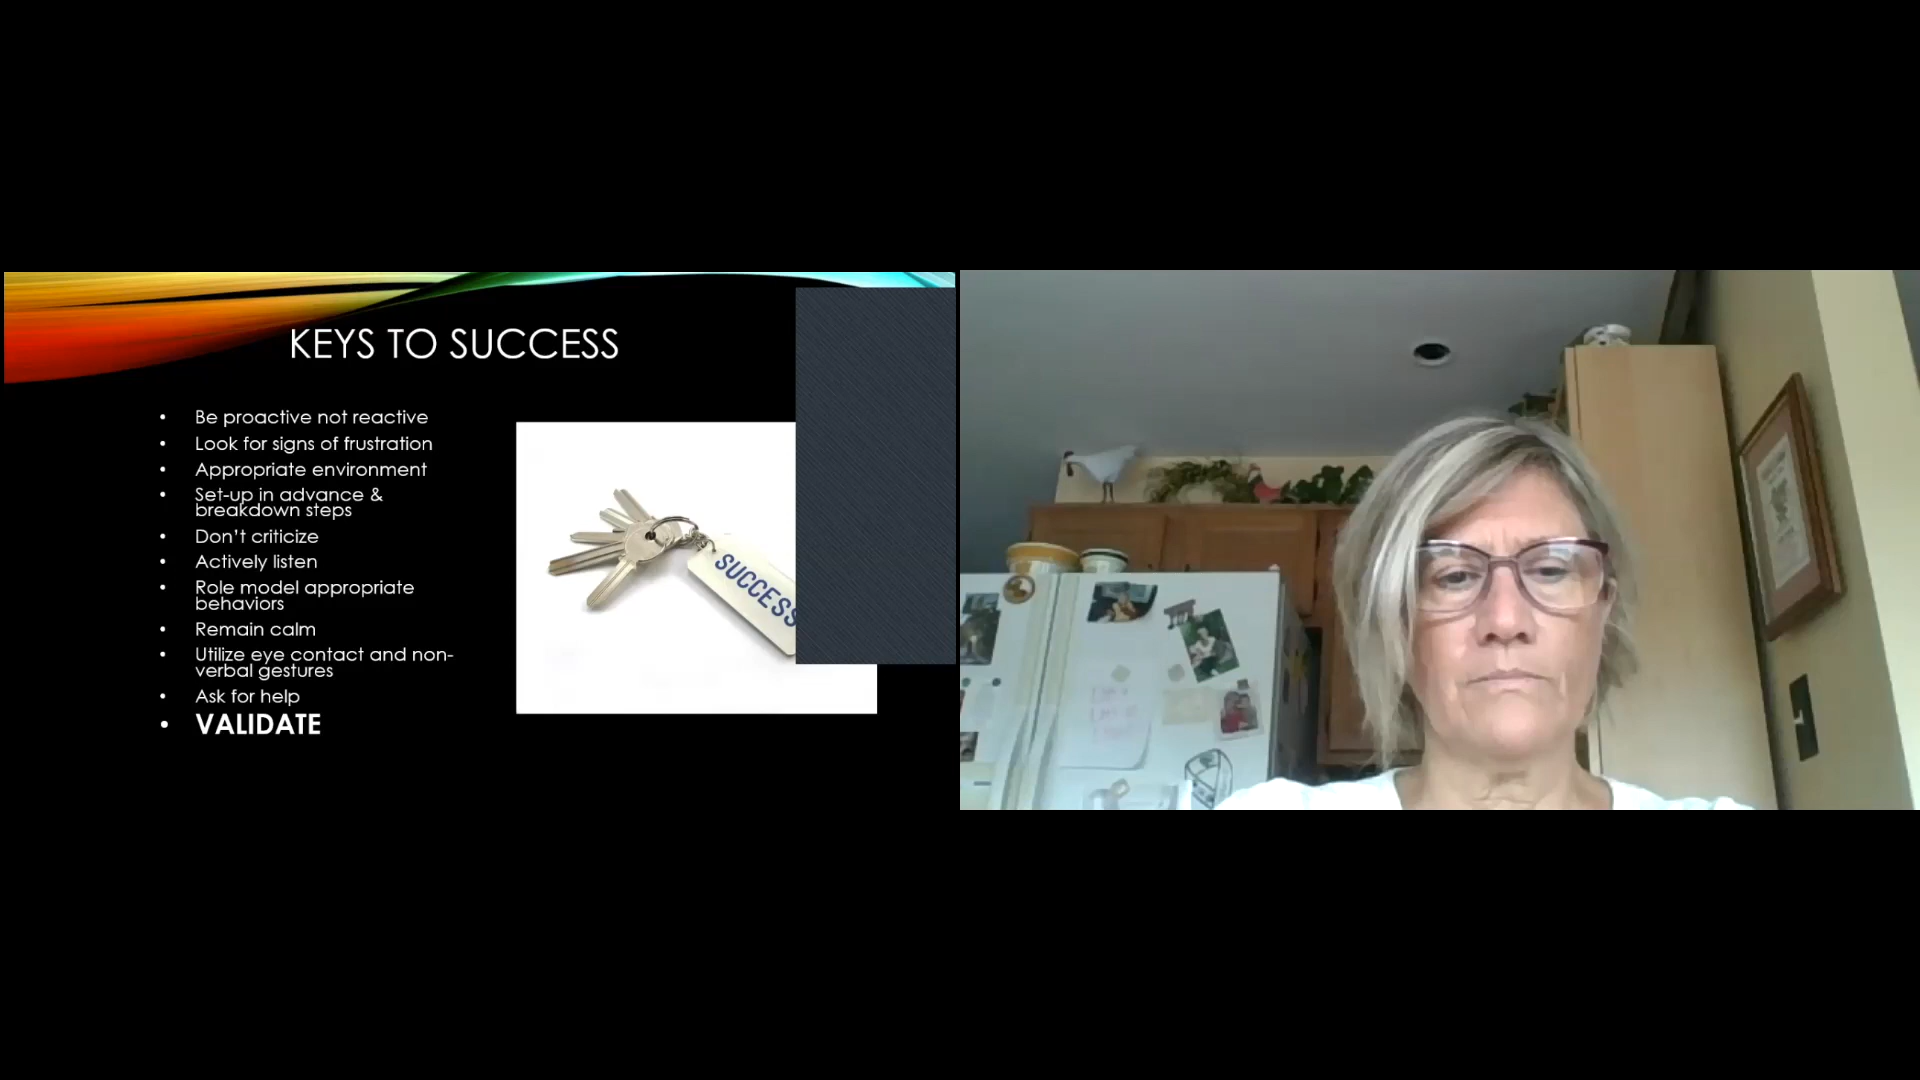 KEYS TO SUCCESS
• Be proactive not reactive
• Look for signs of frustration
• Appropriate environment
• Set-up in advance &
breakdown steps
• Don’t criticize
• Actively listen
• Role model appropriate
behaviors
• Remain calm
• Utilize eye contact and non-
verbal gestures
• Ask for help
• VALIDATE
SUCCESS